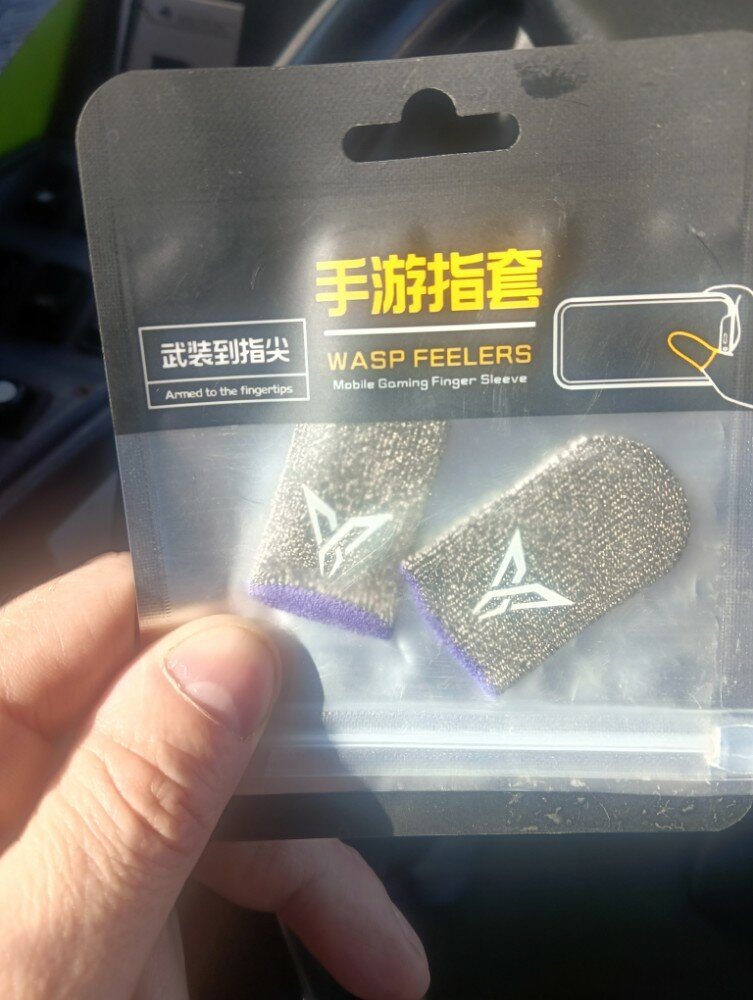 手游指套
WASP FEELERS
Mobile Gaming Finger Sleeve
武装到指尖
Armed to the fingertips